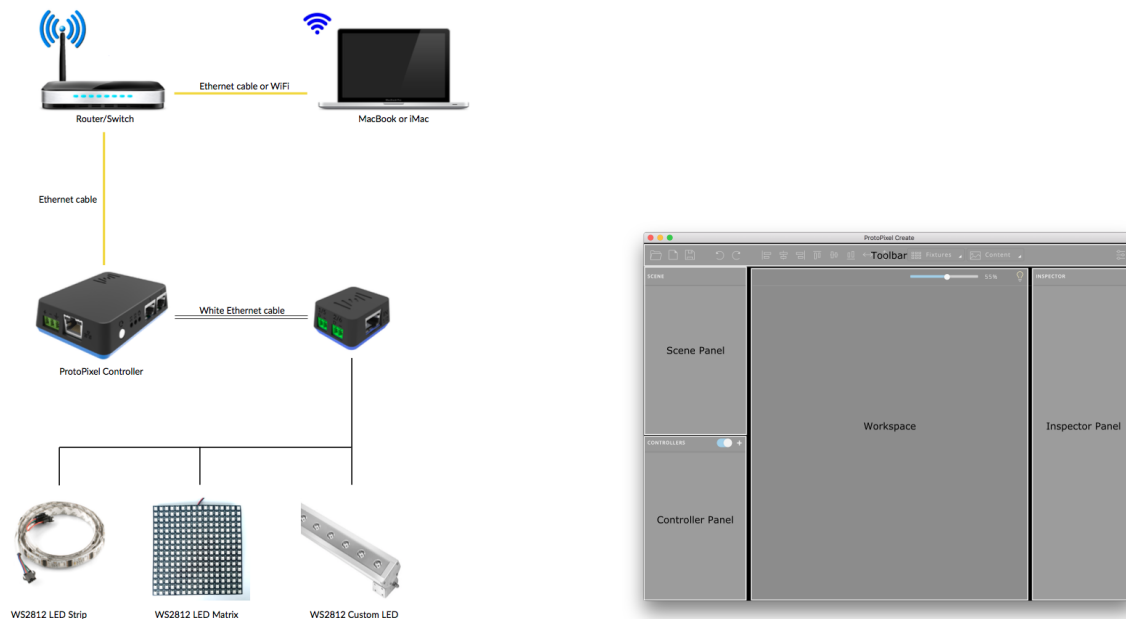 Ethernet cable or WiFi
Router/Switch
MacBook or iMac
Ethernet cable
White Ethernet cable
ProtoPixel Controller
WS2812 LED Strip
WS2812 LED Matrix
WS2812 Custom LED
ProtoPixel Create
Toolbar
Fixtures
Content
SCENE
55%
INSPECTOR
Scene Panel
Workspace
Inspector Panel
CONTROLLERS
+
Controller Panel